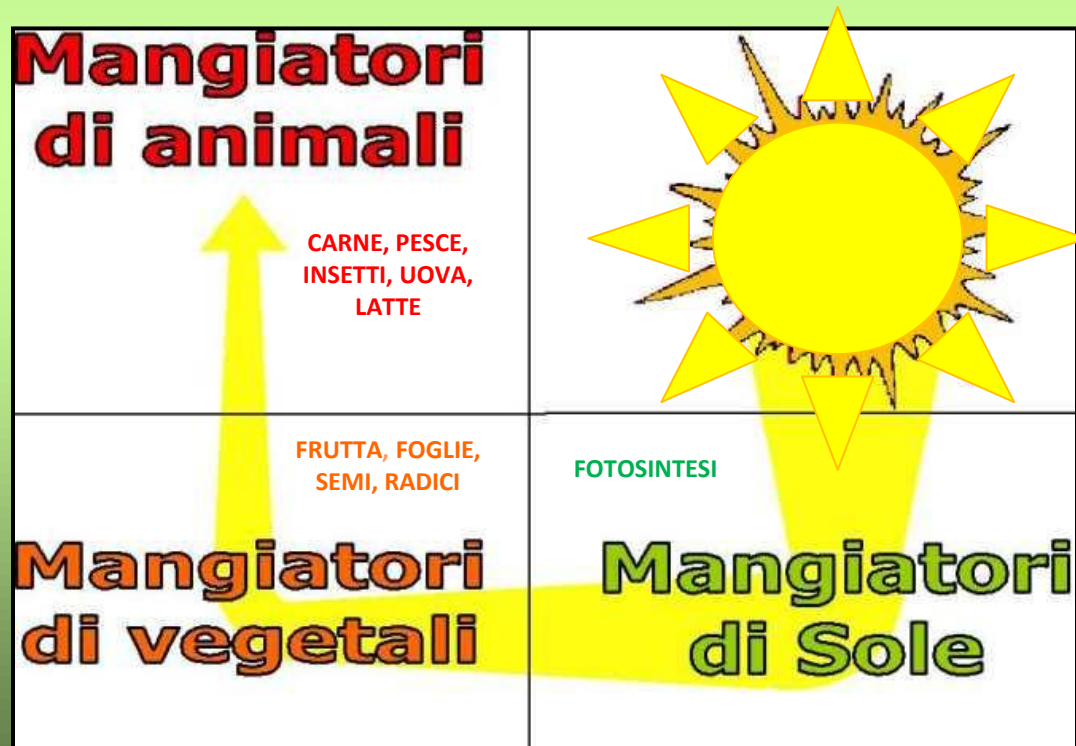 Mangiatori
di animali
CARNE, PESCE,
INSETTI, UOVA,
LATTE
FRUTTA, FOGLIE,
SEMI, RADICI
FOTOSINTESI
Mangiatori
di vegetali
Mangiatori
di Sole